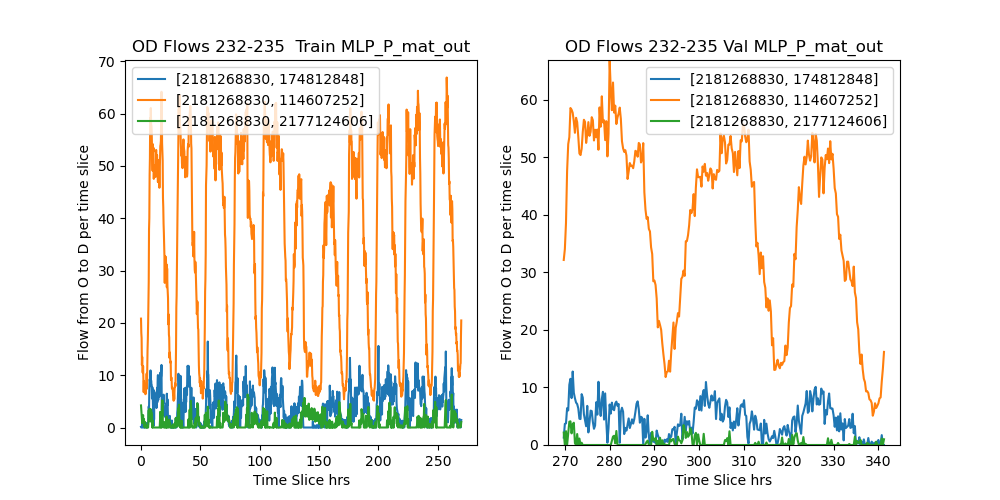 OD Flows 232-235  Train MLP_P_mat_out
[2181268830, 174812848]
[2181268830, 114607252]
[2181268830, 2177124606]
Flow from O to D per time slice
70
60
50
40
30
20
10
0
0 50 100 150 200 250
Time Slice hrs
OD Flows 232-235 Val MLP_P_mat_out
[2181268830, 174812848]
[2181268830, 114607252]
[2181268830, 2177124606]
Flow from O to D per time slice
60
50
40
30
20
10
0
270 280 290 300 310 320 330 340
Time Slice hrs